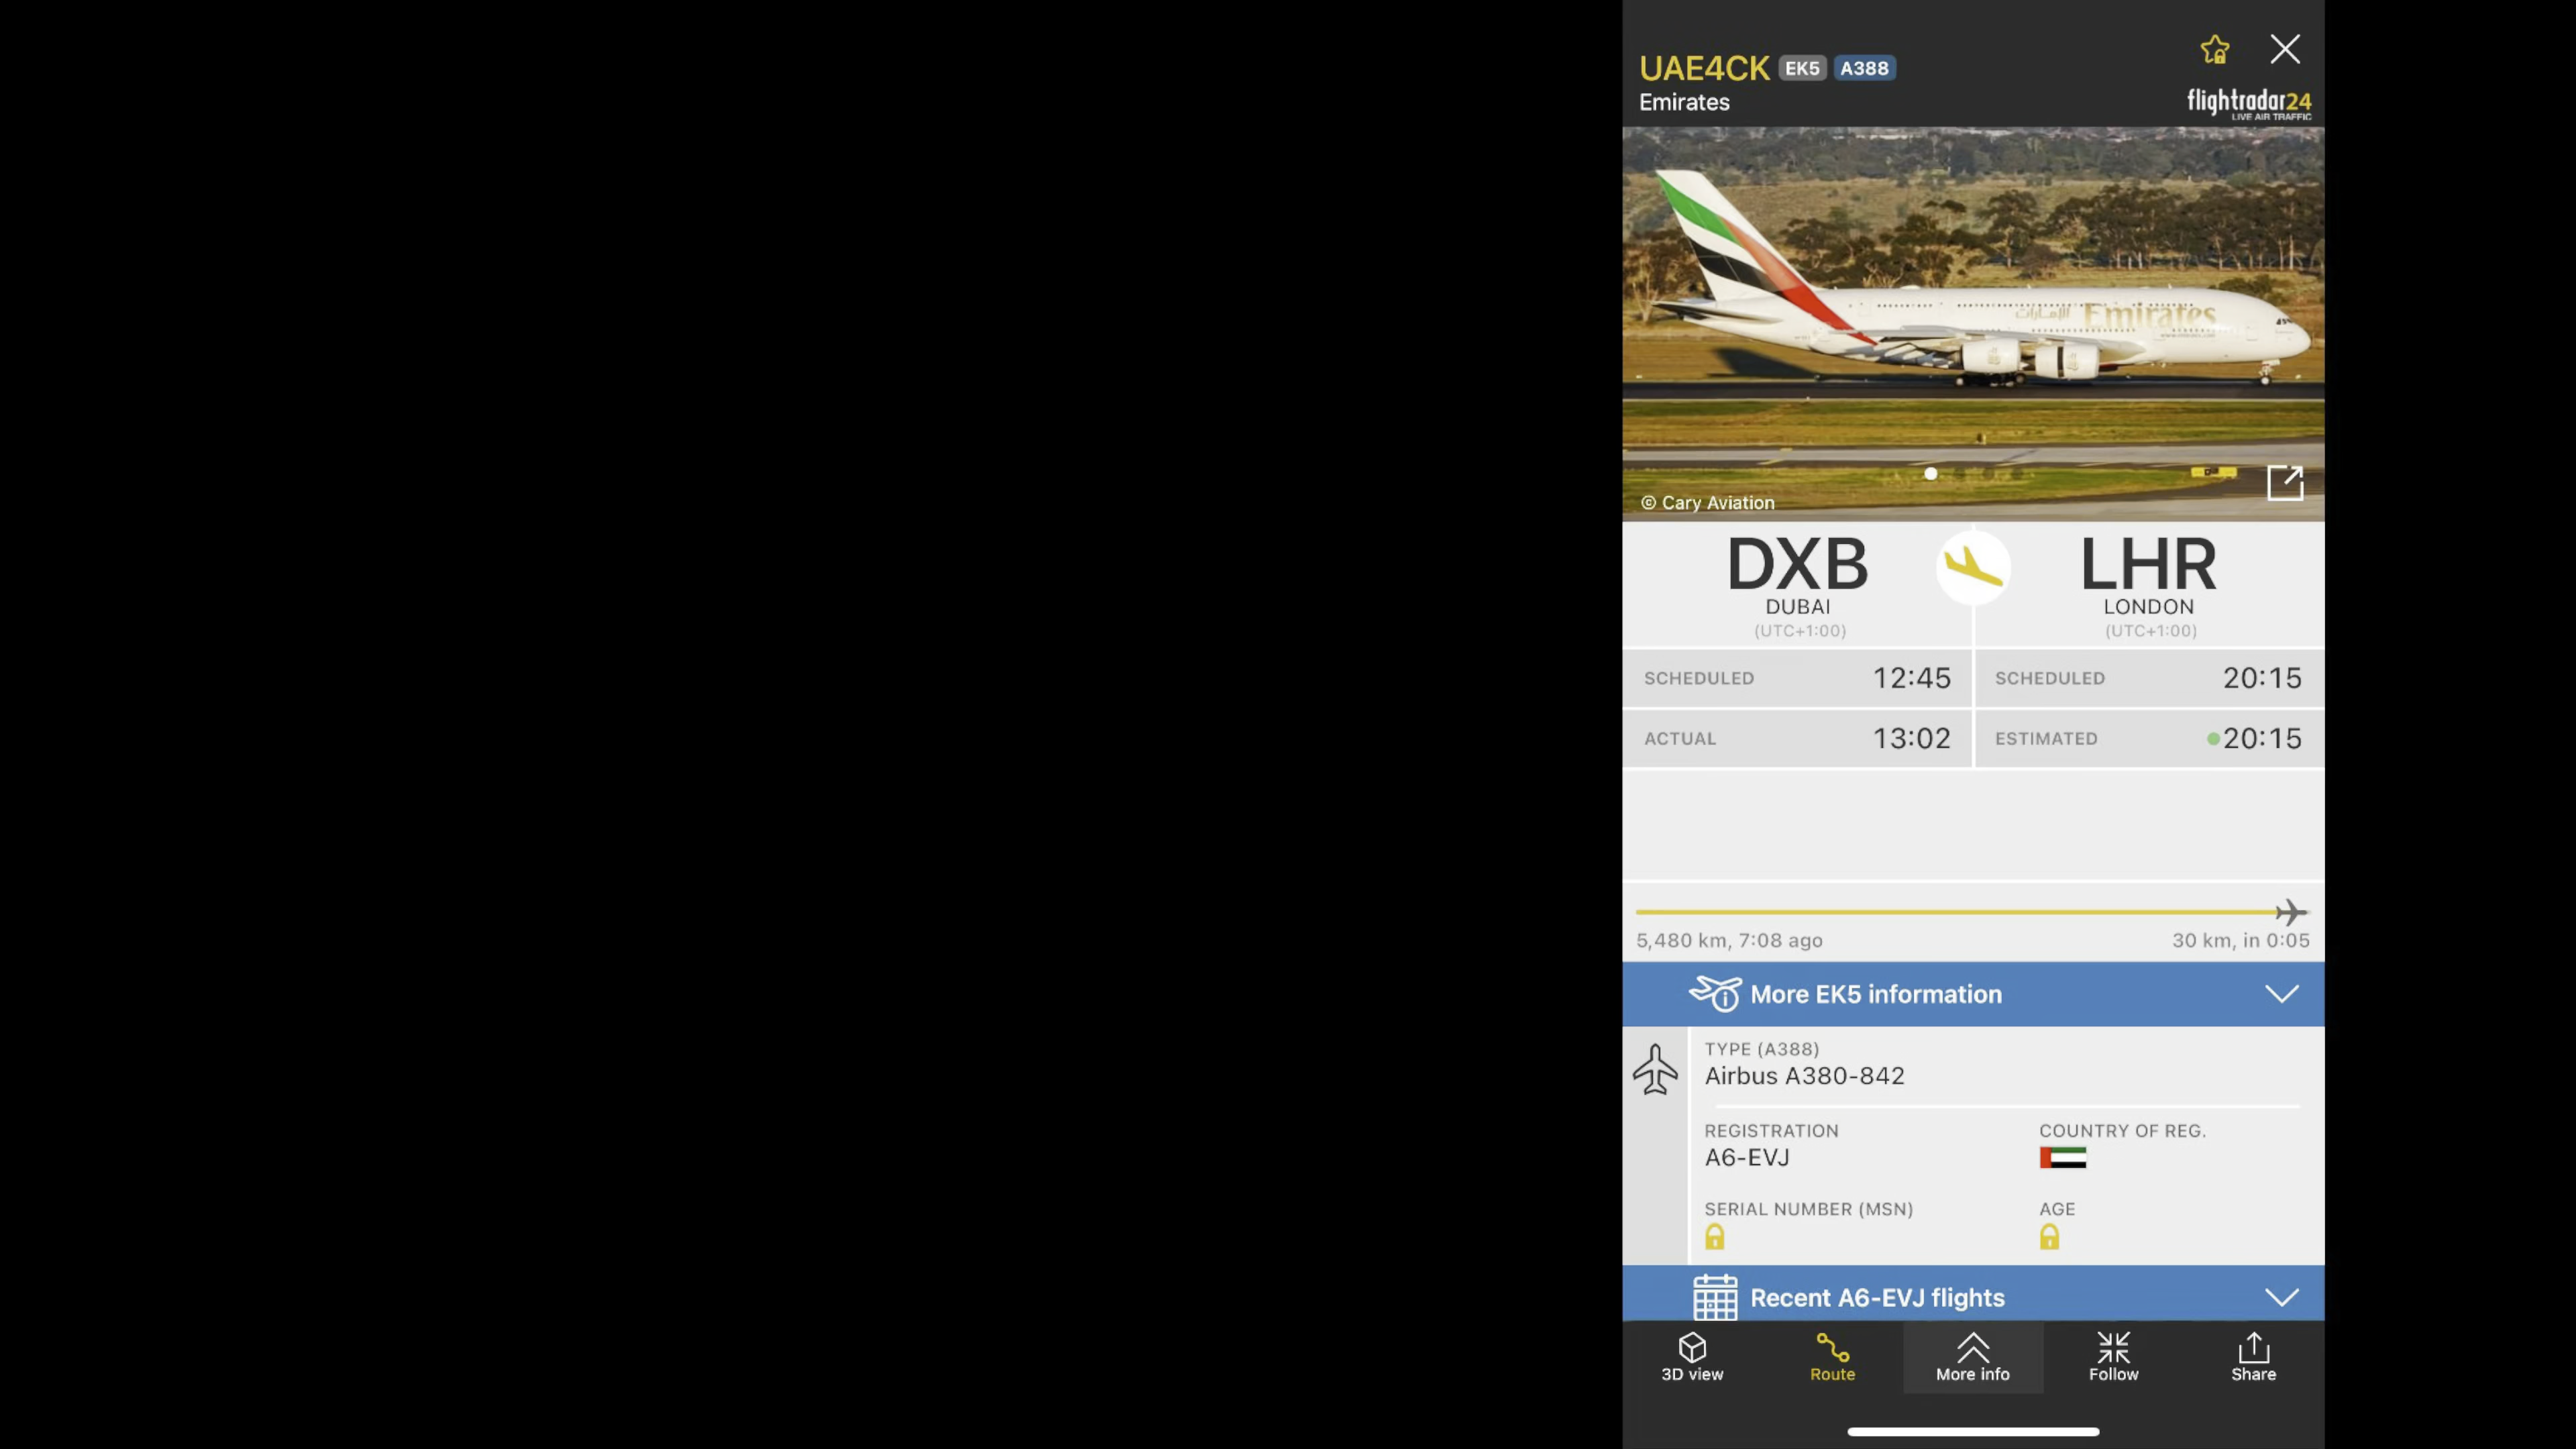 UAE4CK EK5 A388
Emirates
flightradar24
LIVE AIR TRAFFIC
الإمارات Emirates
© Cary Aviation
DXB
DUBAI
(UTC+1:00)
LHR
LONDON
(UTC+1:00)
SCHEDULED 12:45
SCHEDULED 20:15
ACTUAL 13:02
ESTIMATED 20:15
5,480 km, 7:08 ago
30 km, in 0:05
More EK5 information
TYPE (A388)
Airbus A380-842
REGISTRATION
A6-EVJ
COUNTRY OF REG.
SERIAL NUMBER (MSN)
AGE
Recent A6-EVJ flights
3D view
Route
More info
Follow
Share